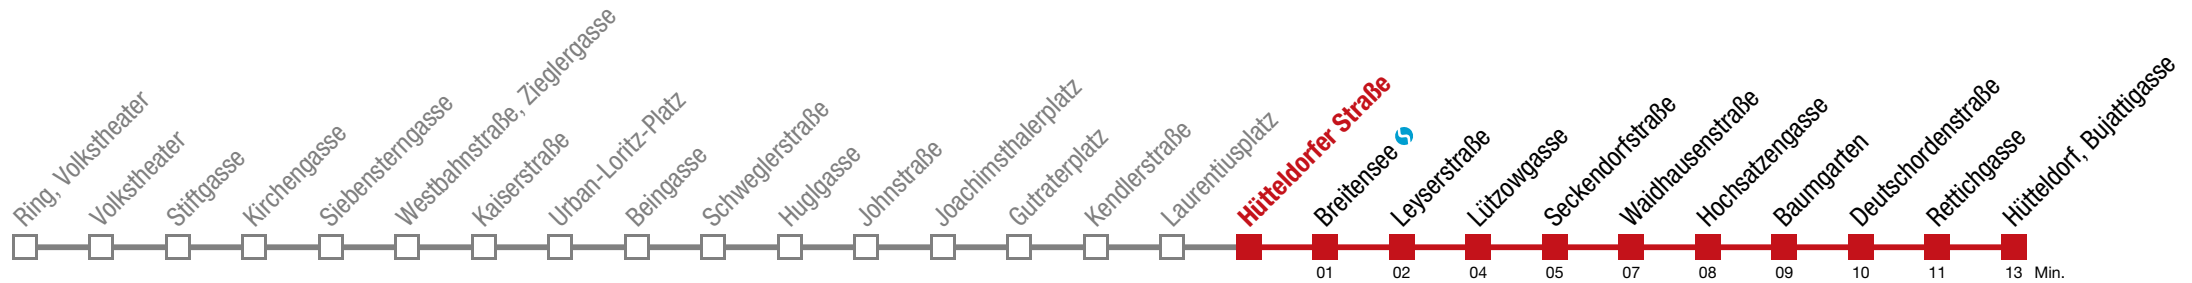 Ring, Volkstheater
Volkstheater
Stiftgasse
Kirchengasse
Siebensterngasse
Westbahnstraße, Zieglergasse
Kaiserstraße
Urban-Loritz-Platz
Beingasse
Schweglerstraße
Huglgasse
Johnstraße
Joachimsthalerplatz
Gutraterplatz
Kendlerstraße
Laurentiusplatz
Hütteldorfer Straße
Breitensee
Leyserstraße
Lützowgasse
Seckendorfstraße
Waidhausenstraße
Hochsatzengasse
Baumgarten
Deutschordenstraße
Rettichgasse
Hütteldorf, Bujattigasse
01 02 04 05 07 08 09 10 11 13 Min.